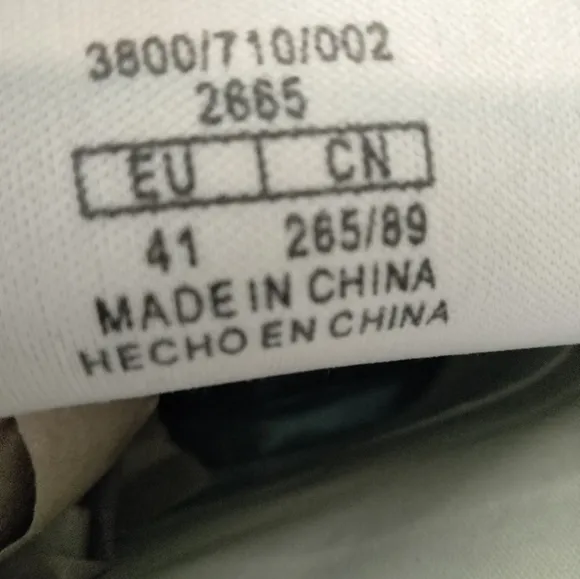 3800/710/002
2665
EU CN
41 265/89
MADE IN CHINA
HECHO EN CHINA